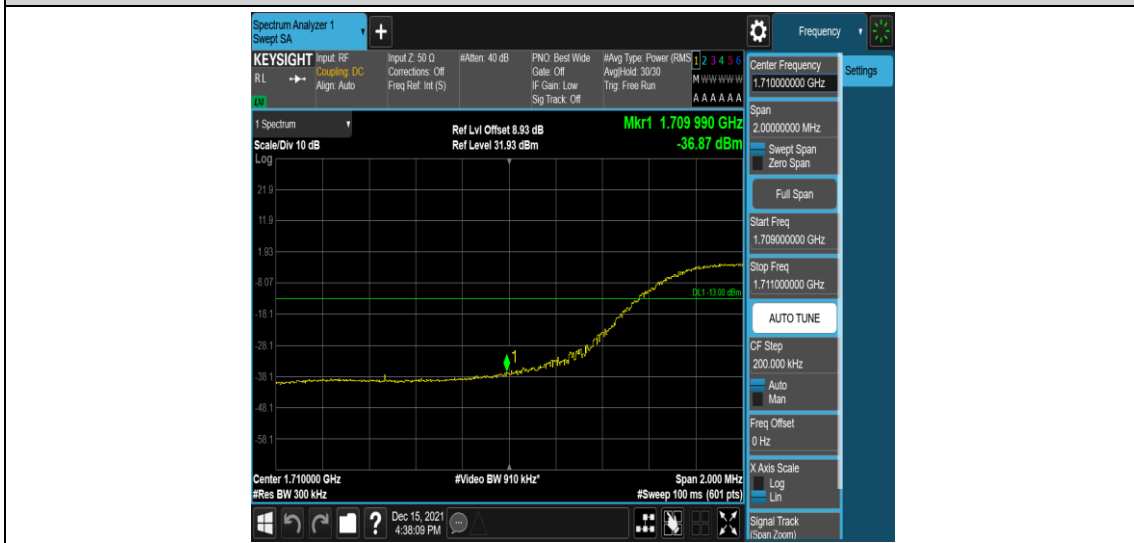 Spectrum Analyzer 1
Swept SA
+
Frequency
KEYSIGHT
RL
LXI
Input: RF
Coupling: DC
Align: Auto
Input Z: 50 Ω
Corrections: Off
Freq Ref: Int (S)
#Atten: 40 dB
PNO: Best Wide
Gate: Off
IF Gain: Low
Sig Track: Off
#Avg Type: Power (RMS
Avg|Hold: 30/30
Trig: Free Run
1 2 3 4 5 6
M W W W W W
A A A A A A
1 Spectrum
Scale/Div 10 dB
Ref Lvl Offset 8.93 dB
Ref Level 31.93 dBm
Mkr1 1.709 990 GHz
-36.87 dBm
Log
21.9
11.9
1.93
-8.07
DL1 -13.00 dBm
-18.1
-28.1
1
-38.1
-48.1
-58.1
Center 1.710000 GHz
#Res BW 300 kHz
#Video BW 910 kHz*
Span 2.000 MHz
#Sweep 100 ms (601 pts)
Center Frequency
1.710000000 GHz
Settings
Span
2.00000000 MHz
Swept Span
Zero Span
Full Span
Start Freq
1.709000000 GHz
Stop Freq
1.711000000 GHz
AUTO TUNE
CF Step
200.000 kHz
Auto
Man
Freq Offset
0 Hz
X Axis Scale
Log
Lin
Signal Track
(Span Zoom)
?
Dec 15, 2021
4:38:09 PM